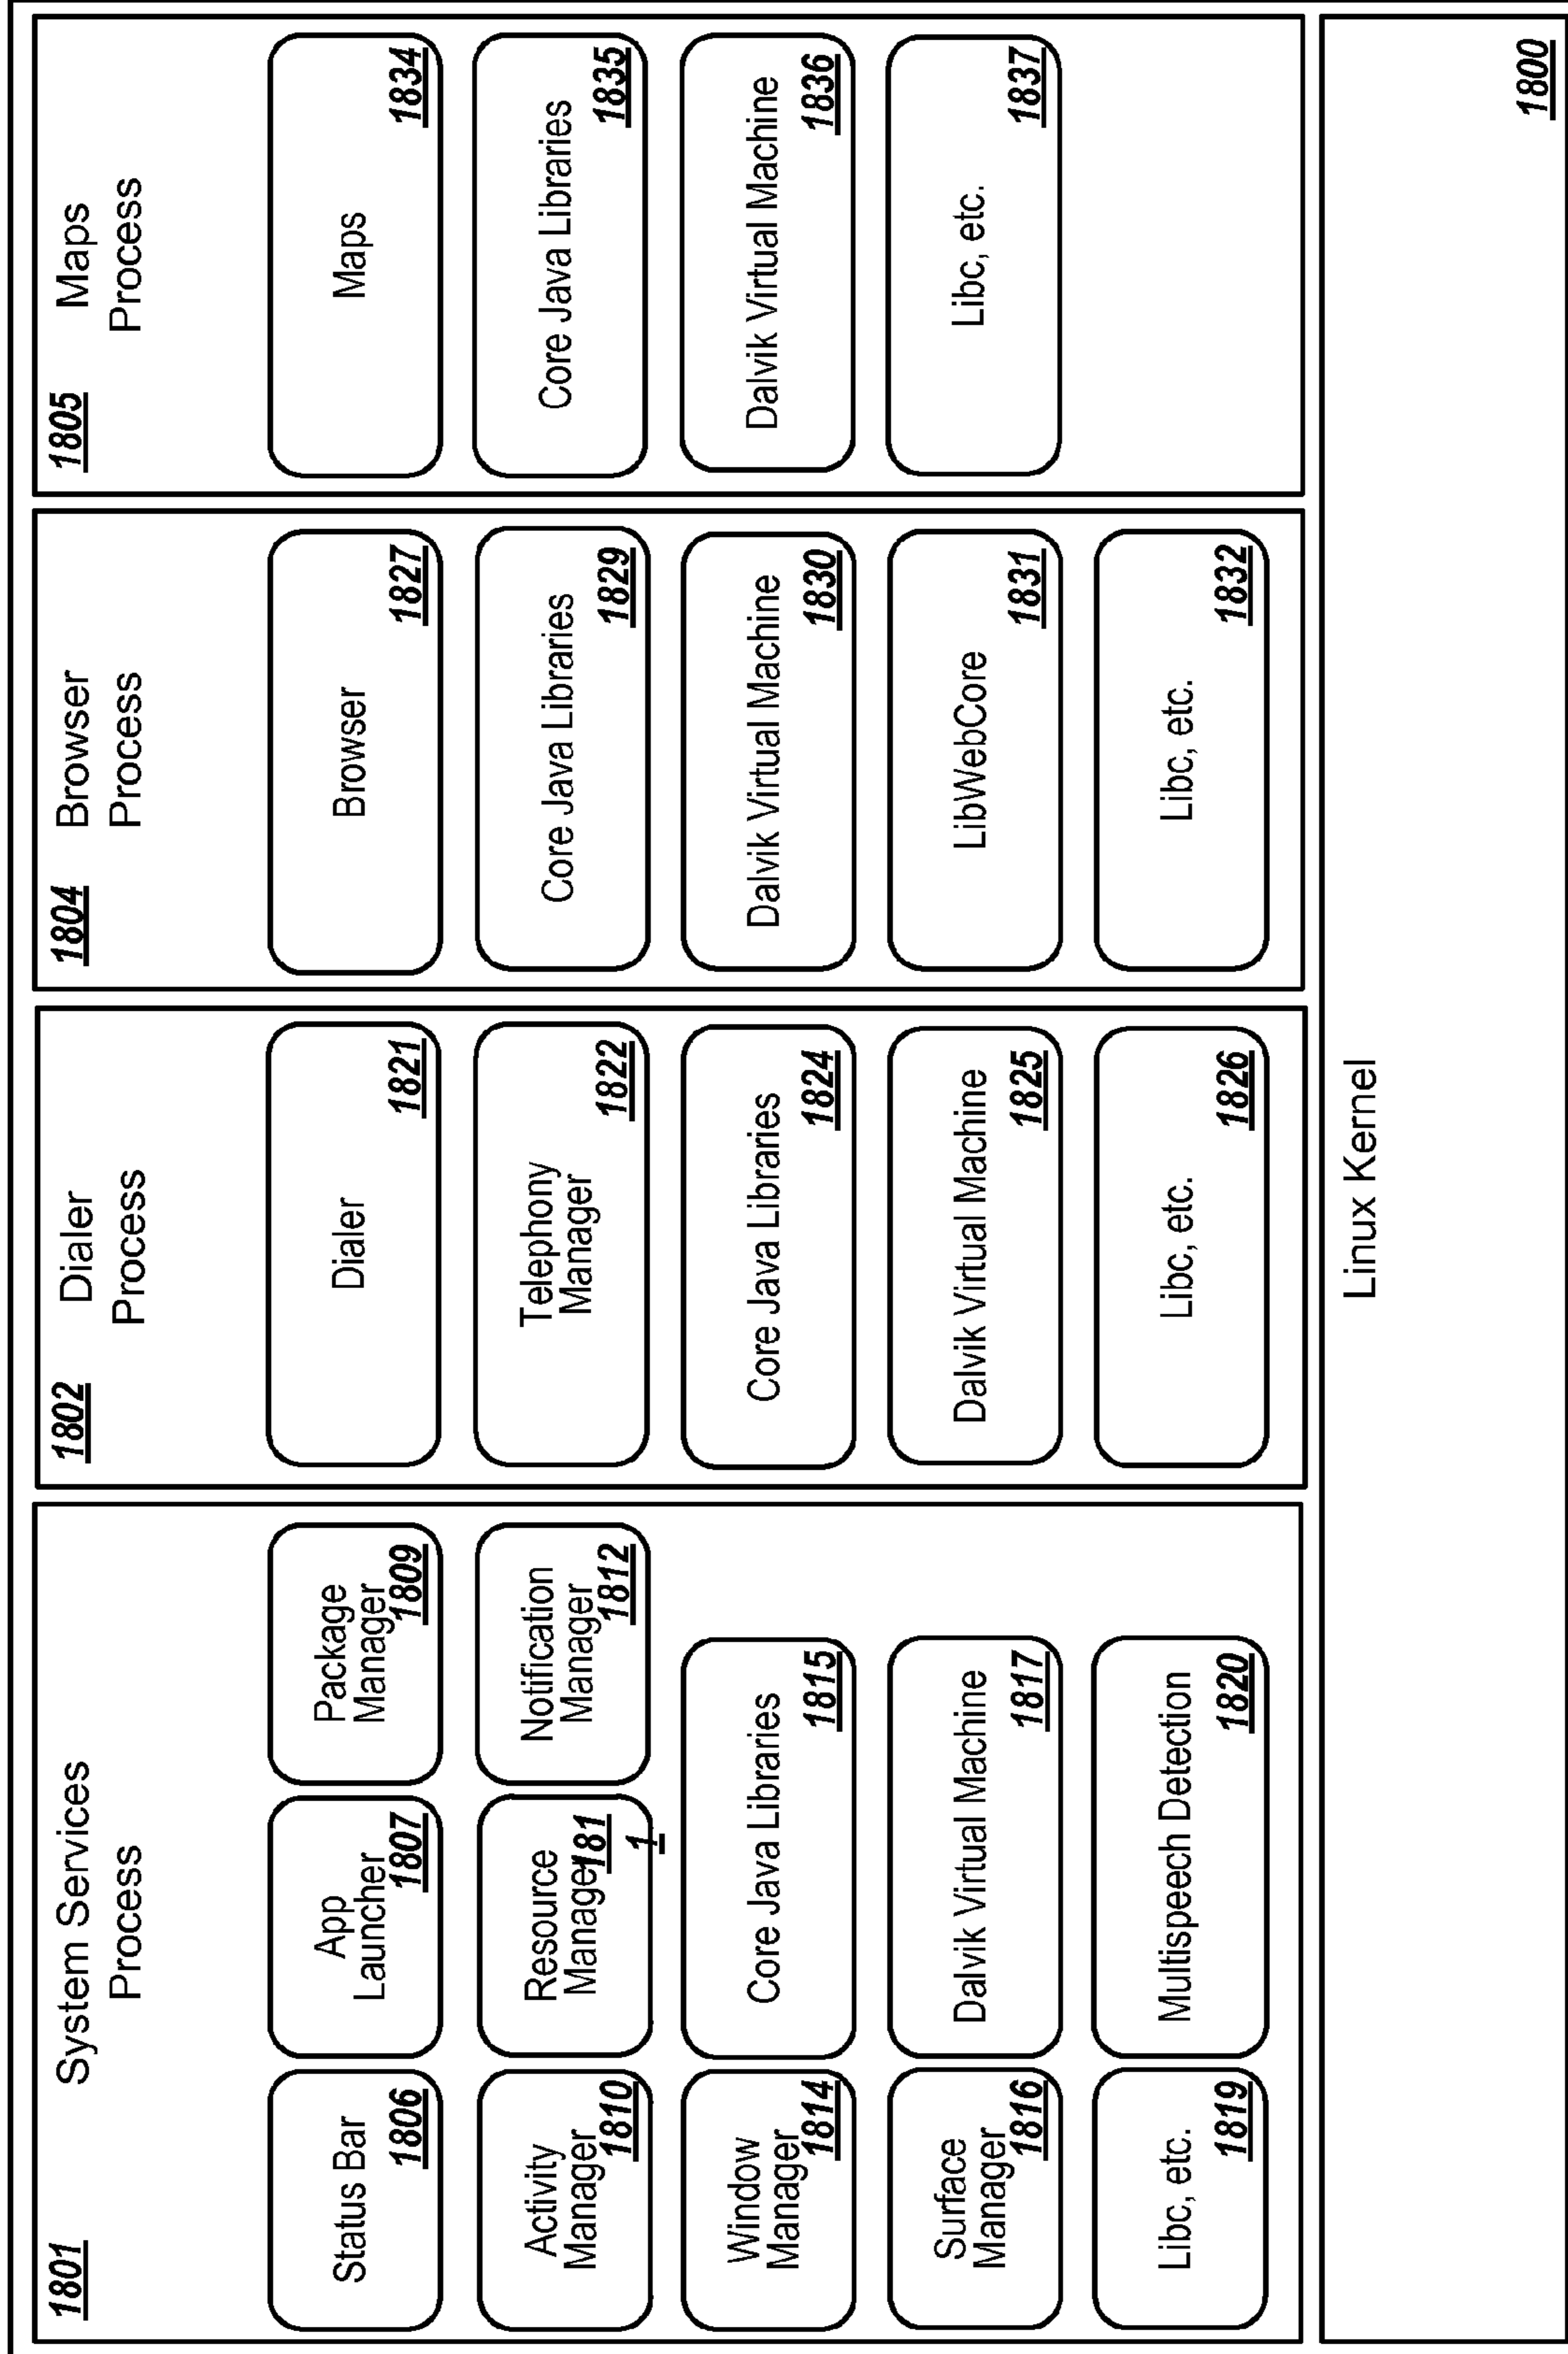 1801
System Services
Process
Status Bar
1806
App
Launcher
1807
Package
Manager
1809
Activity
Manager
1810
Resource
Manager
181
1
Notification
Manager
1812
Window
Manager
1814
Core Java Libraries
1815
Surface
Manager
1816
Dalvik Virtual Machine
1817
Libc, etc.
1819
Multispeech Detection
1820
1802
Dialer
Process
Dialer
1821
Telephony
Manager
1822
Core Java Libraries
1824
Dalvik Virtual Machine
1825
Libc, etc.
1826
1804
Browser
Process
Browser
1827
Core Java Libraries
1829
Dalvik Virtual Machine
1830
LibWebCore
1831
Libc, etc.
1832
1805
Maps
Process
Maps
1834
Core Java Libraries
1835
Dalvik Virtual Machine
1836
Libc, etc.
1837
Linux Kernel
1800